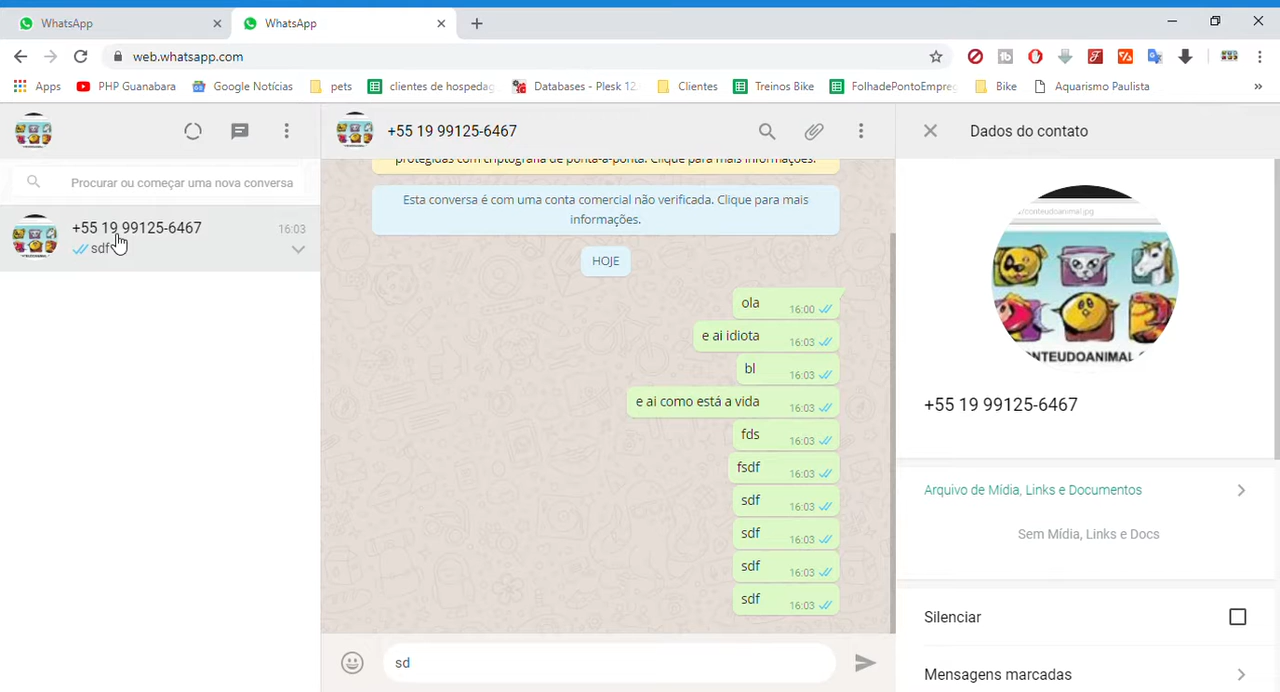 WhatsApp
WhatsApp
web.whatsapp.com
Apps
PHP Guanabara
Google Notícias
pets
clientes de hospedag
Databases - Plesk 12.
Clientes
Treinos Bike
FolhadePontoEmpreg
Bike
Aquarismo Paulista
»
+55 19 99125-6467
Dados do contato
Procurar ou começar uma nova conversa
+55 19 99125-6467
16:03
sdf
protegidas com criptografia de ponta-a-ponta. Clique para mais informações.
Esta conversa é com uma conta comercial não verificada. Clique para mais
informações.
HOJE
ola 16:00
e ai idiota 16:03
bl 16:03
e ai como está a vida 16:03
fds 16:03
fsdf 16:03
sdf 16:03
sdf 16:03
sdf 16:03
sdf 16:03
sd
/conteudoanimal.jpg
NTEUDOANIMAL
+55 19 99125-6467
Arquivo de Mídia, Links e Documentos
Sem Mídia, Links e Docs
Silenciar
Mensagens marcadas